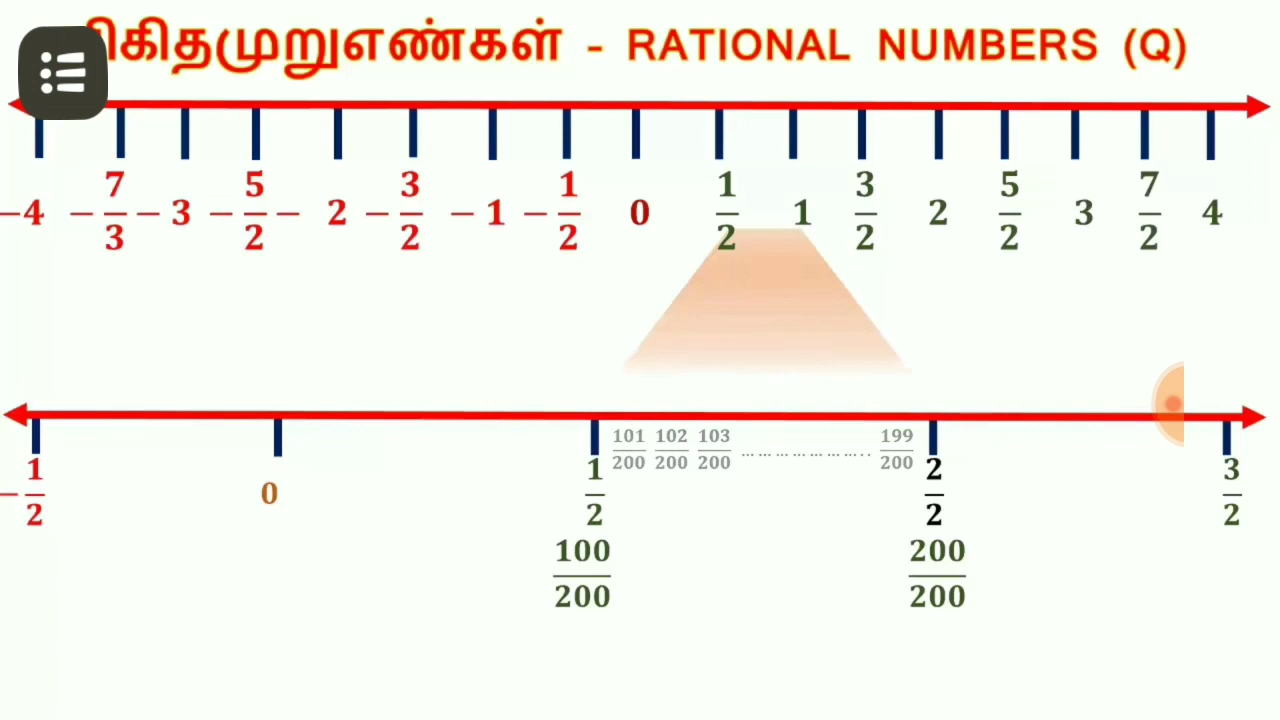 விகிதமுறுஎண்கள் - RATIONAL NUMBERS (Q)
−4 −7/3 −3 −5/2 − 2 −3/2 −1 −1/2 0 1/2 1 3/2 2 5/2 3 7/2 4
101/200 102/200 103/200 ……………………… 199/200
−1/2 0 1/2 2/2 3/2
100/200 200/200